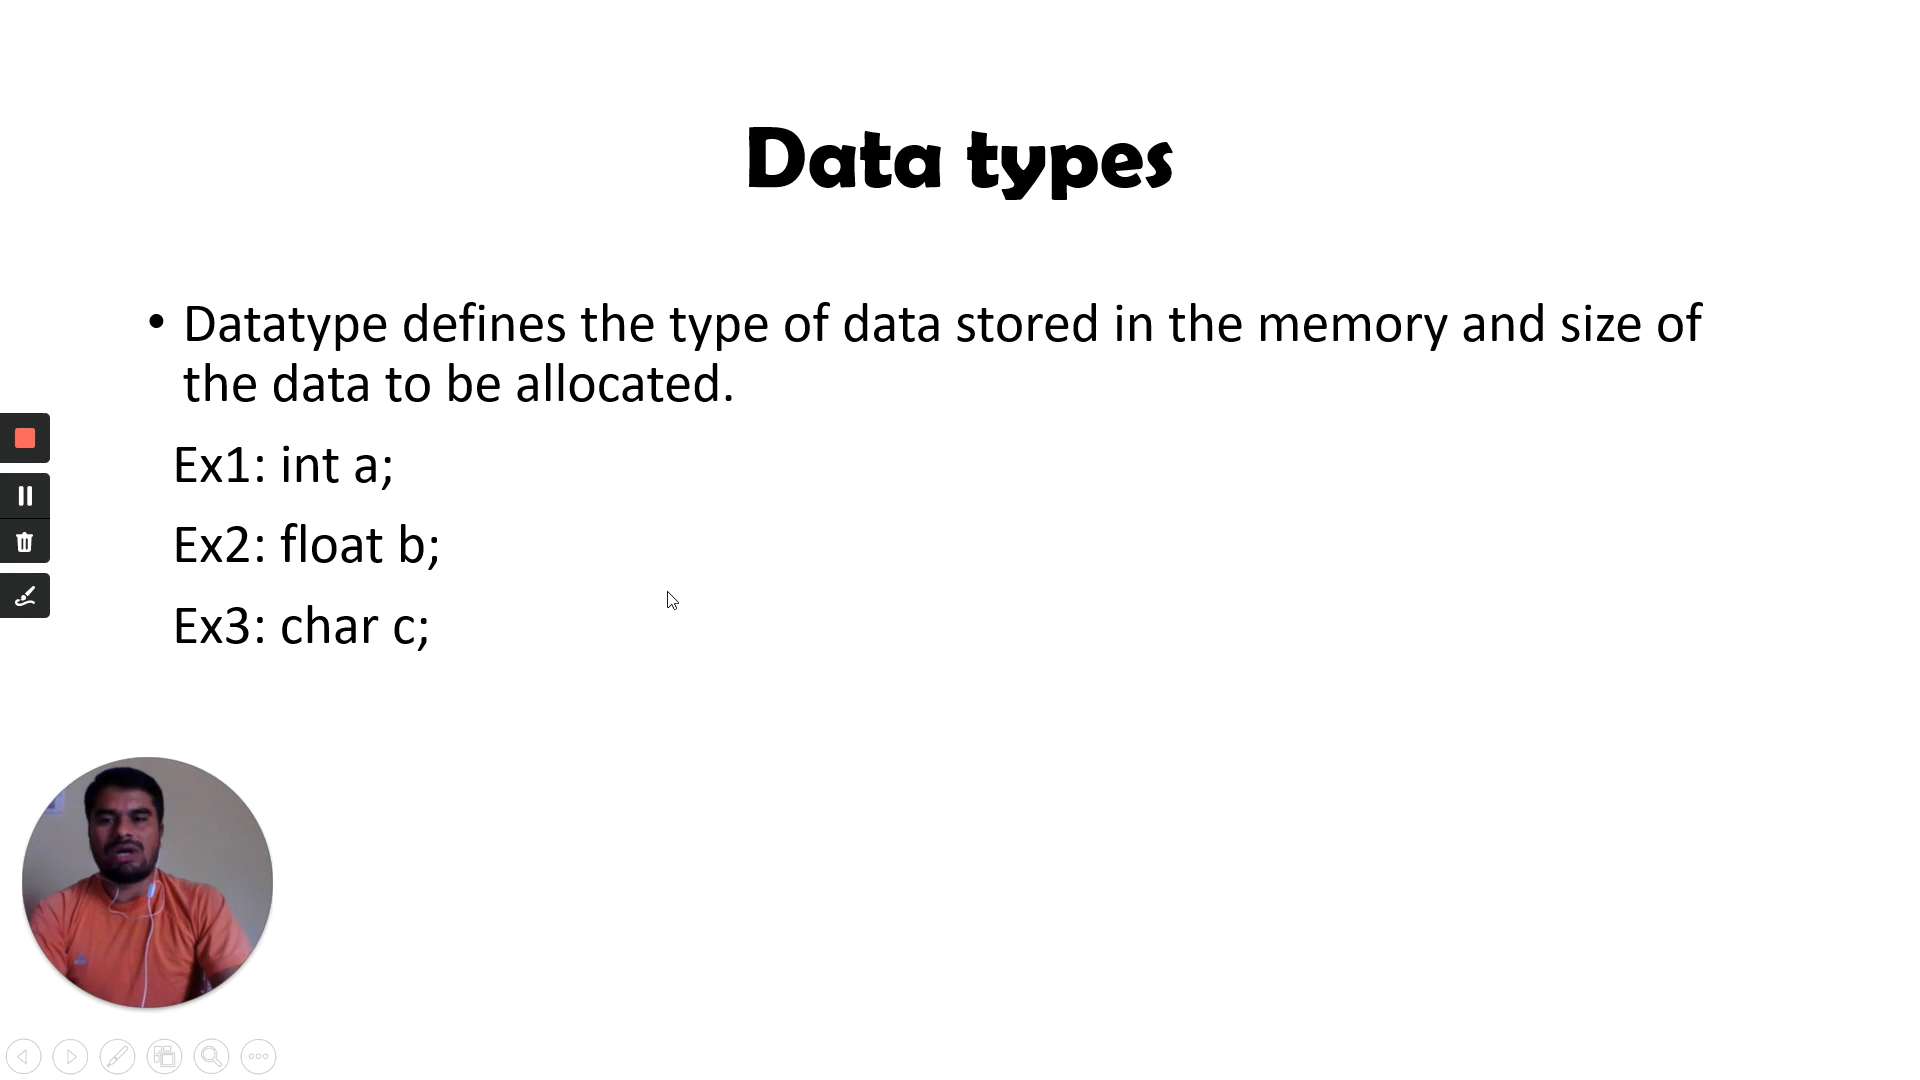 Data types
• Datatype defines the type of data stored in the memory and size of
the data to be allocated.
Ex1: int a;
Ex2: float b;
Ex3: char c;